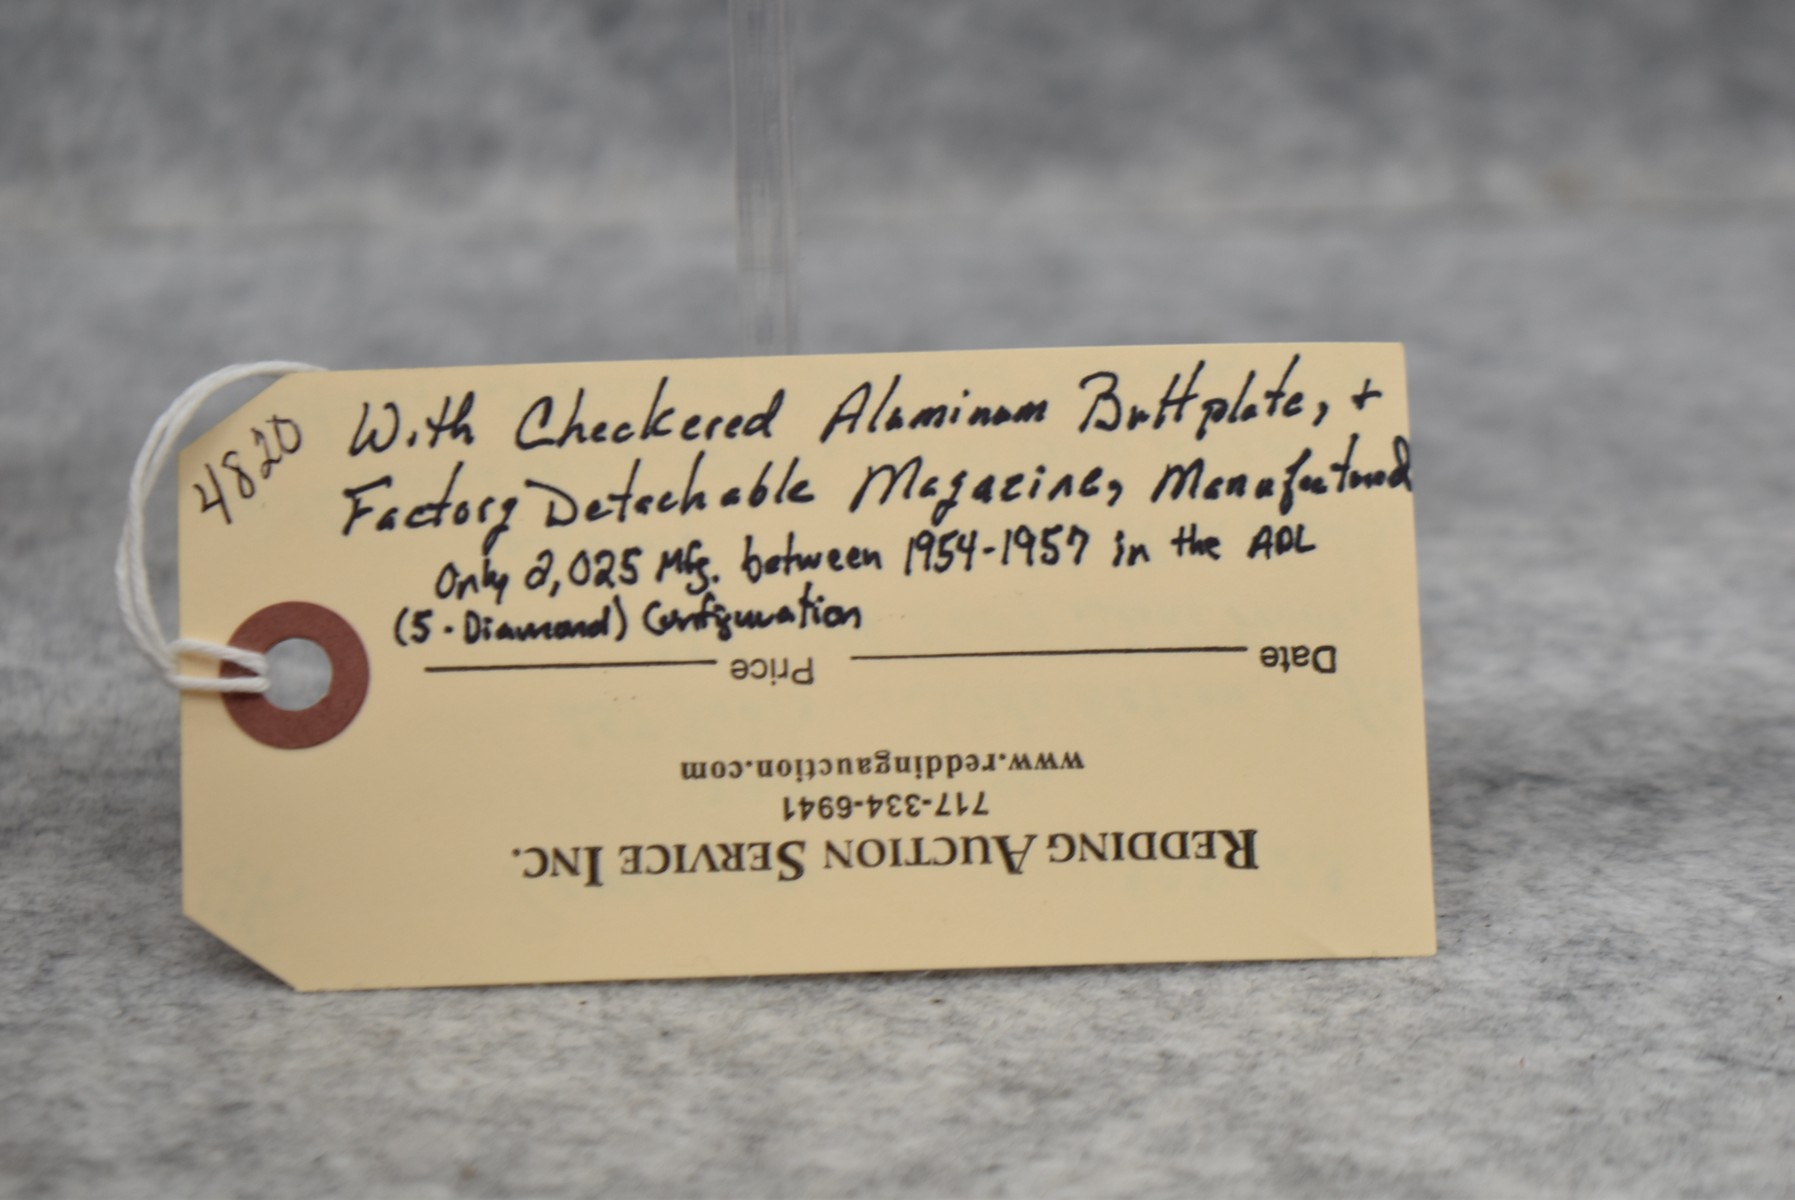 4820
With Checkered Aluminum Buttplate, +
Factory Detachable Magazine, Manufactured
Only 2,025 Mfg. between 1954-1957 in the ADL
(5-Diamond) Configuration
Date Price
www.reddingauction.com
717-334-6941
REDDING AUCTION SERVICE INC.